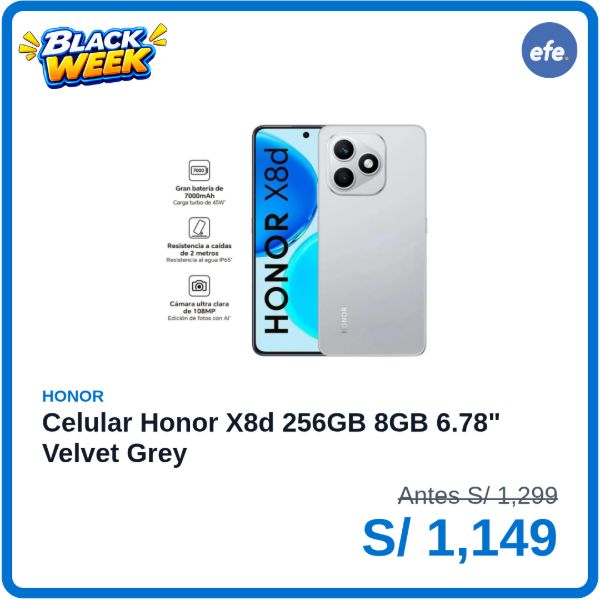 BLACK
WEEK
efe.
7000
Gran batería de
7000mAh
Carga turbo de 45W*
Resistencia a caídas
de 2 metros
Resistencia al agua IP65*
Cámara ultra clara
de 108MP
Edición de fotos con AI*
HONOR X8d
HONOR
HONOR
Celular Honor X8d 256GB 8GB 6.78"
Velvet Grey
Antes S/ 1,299
S/ 1,149